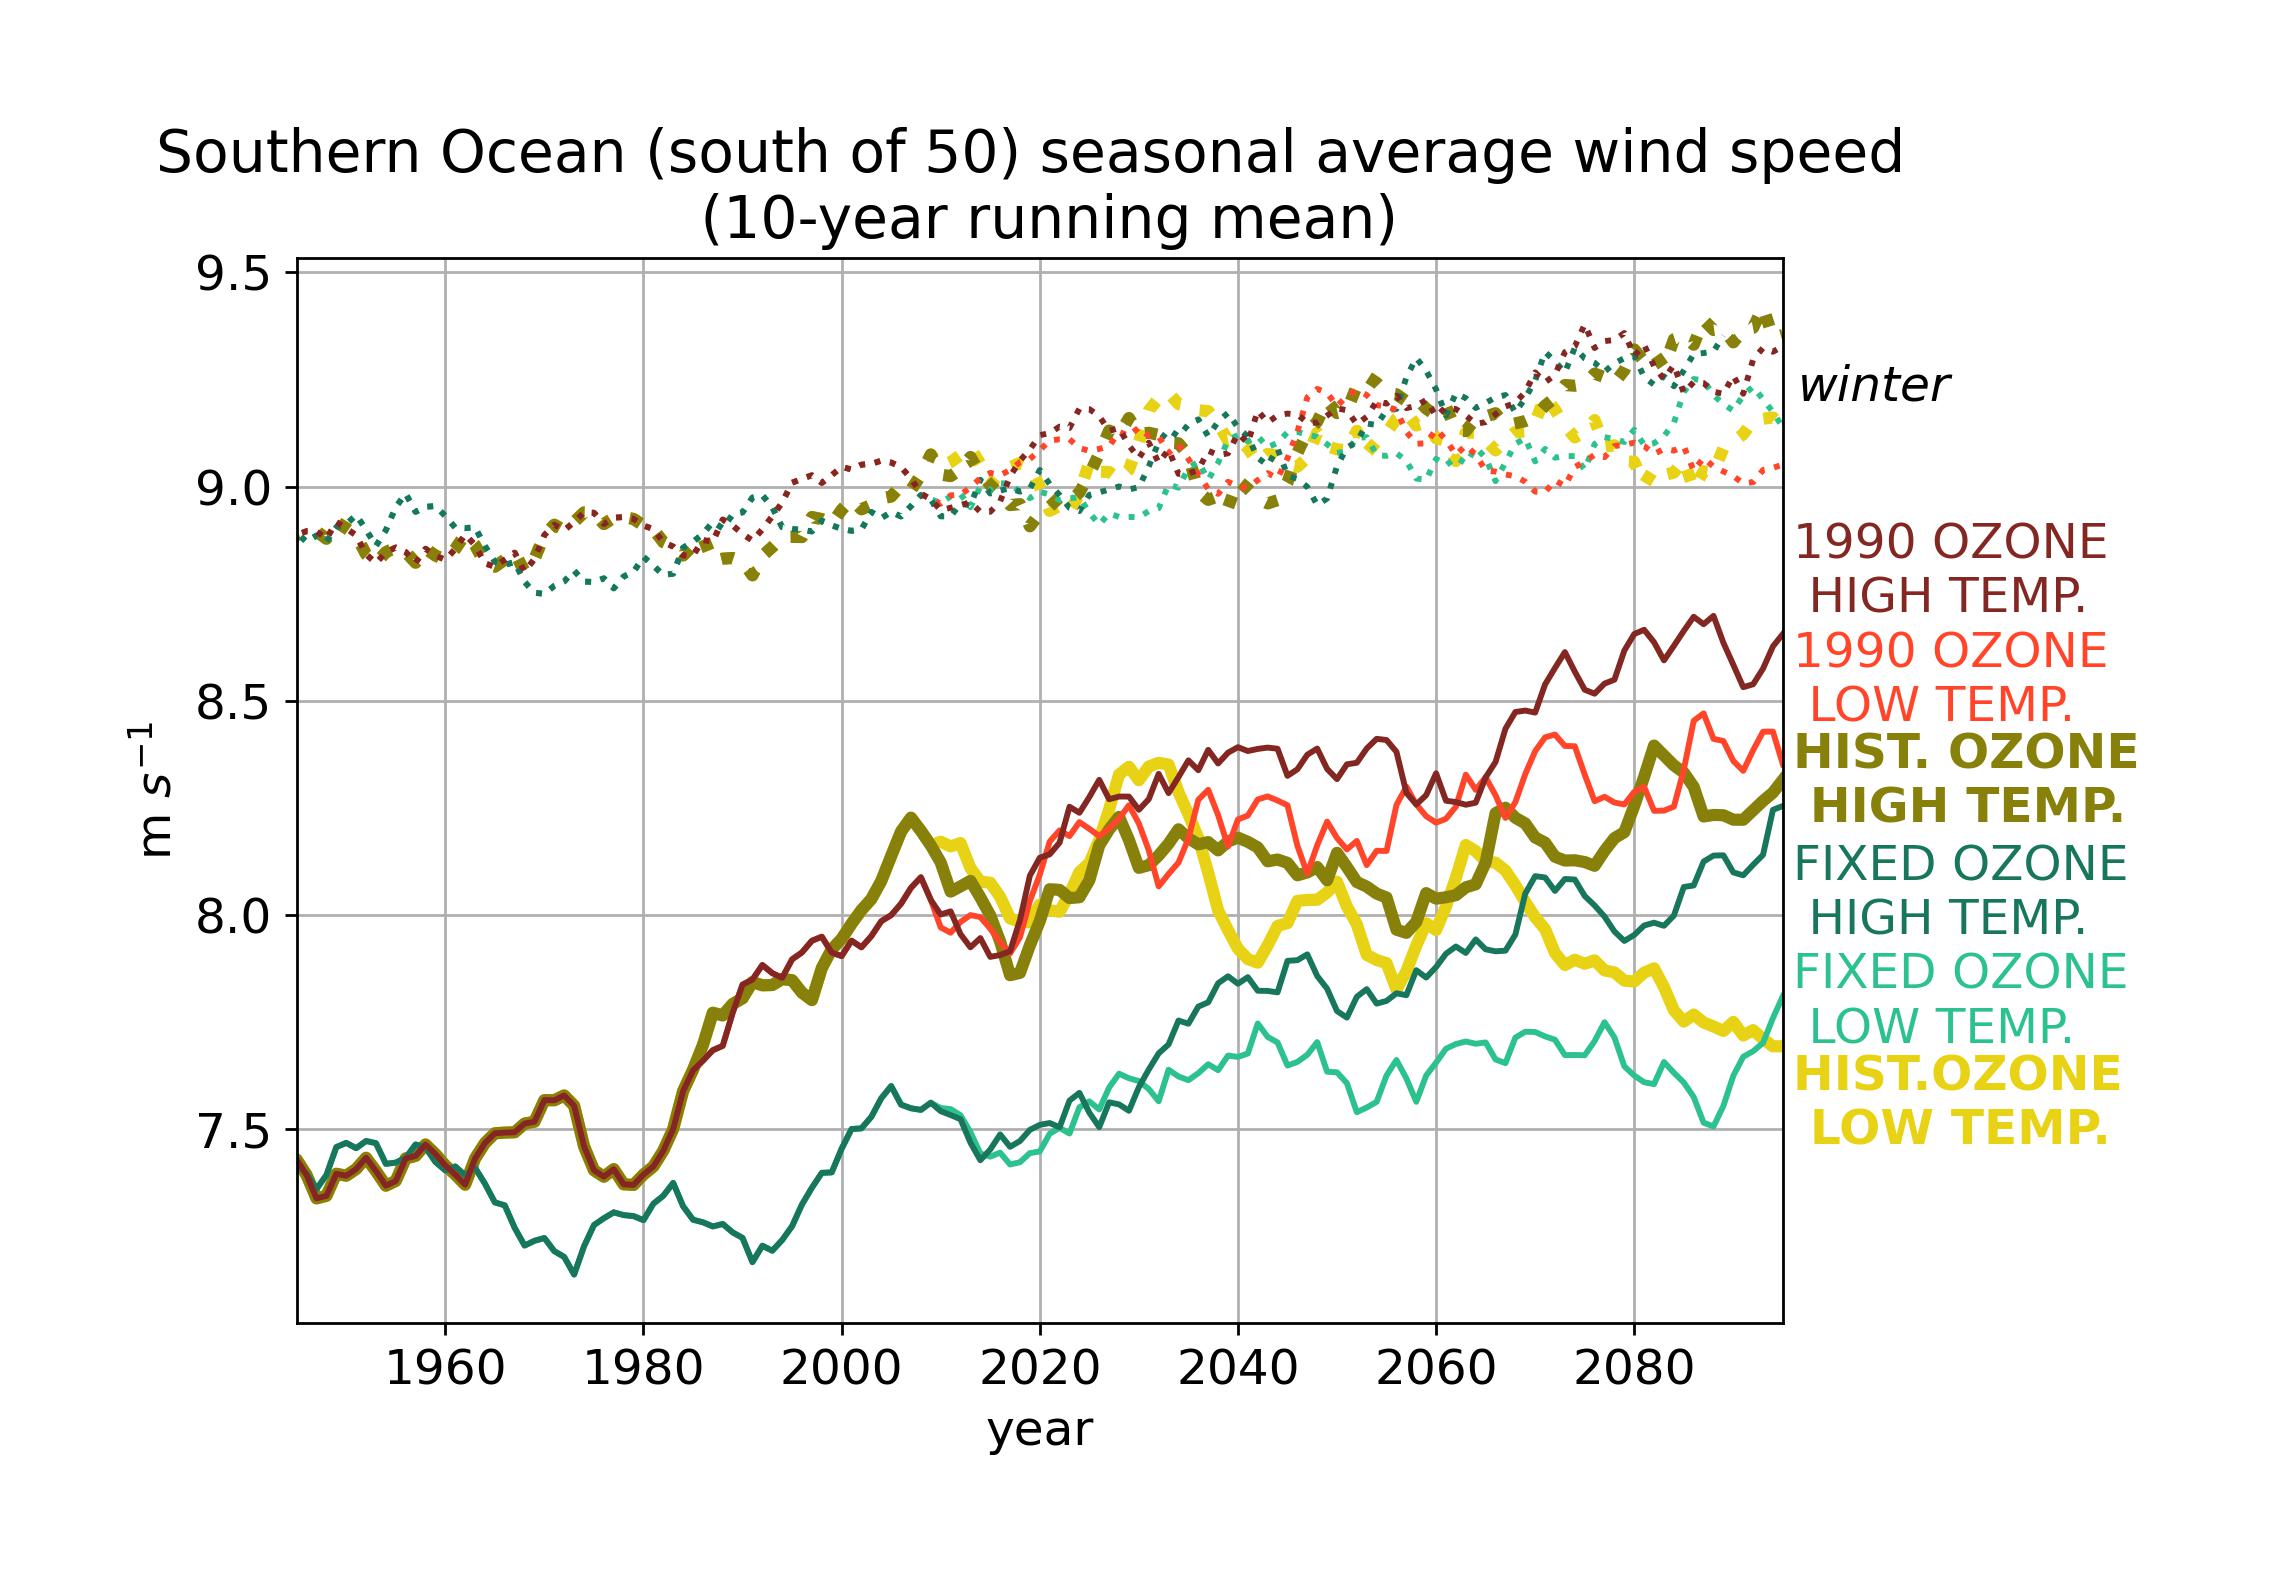 Southern Ocean (south of 50) seasonal average wind speed
(10-year running mean)
9.5
9.0
8.5
8.0
7.5
m s⁻¹
1960 1980 2000 2020 2040 2060 2080
year
winter
1990 OZONE
HIGH TEMP.
1990 OZONE
LOW TEMP.
HIST. OZONE
HIGH TEMP.
FIXED OZONE
HIGH TEMP.
FIXED OZONE
LOW TEMP.
HIST.OZONE
LOW TEMP.